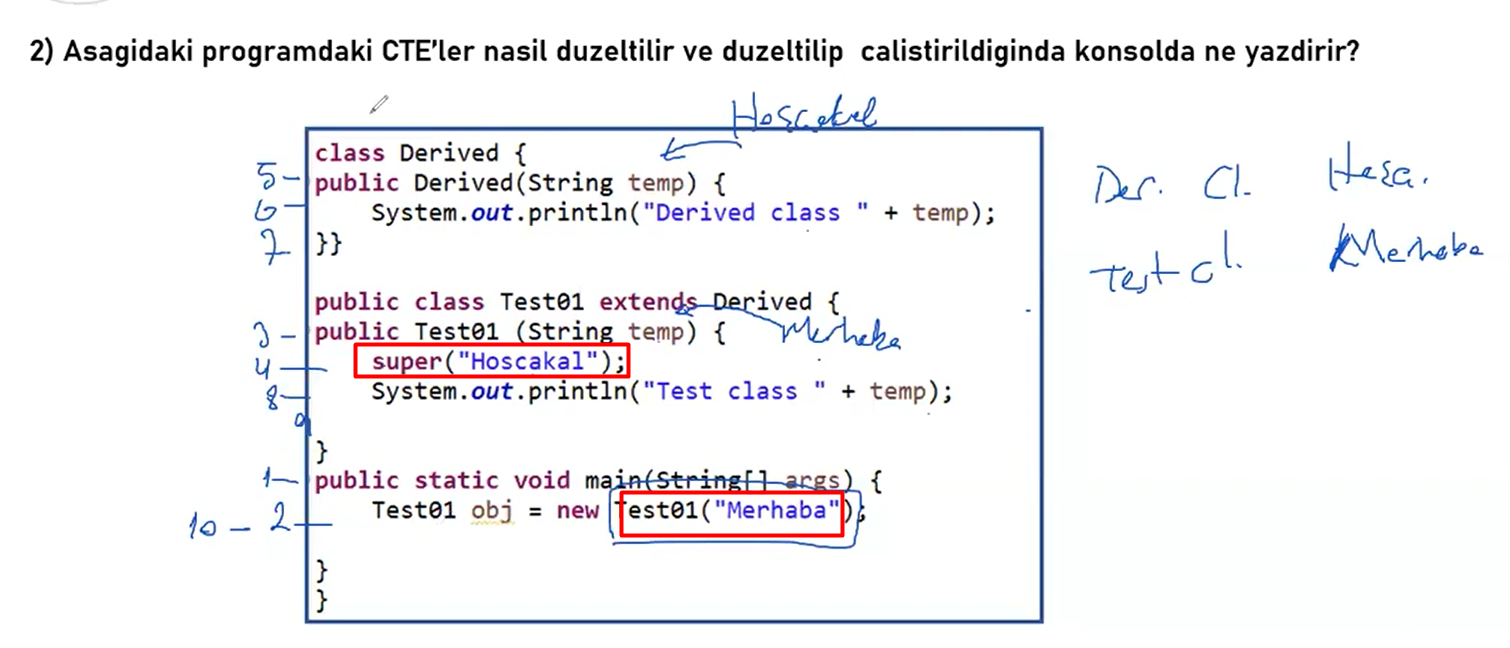 2) Asagidaki programdaki CTE'ler nasil duzeltilir ve duzeltilip calistirildiginda konsolda ne yazdirir?
Hoscakal
class Derived {
5 - public Derived(String temp) {
6 - System.out.println("Derived class " + temp);
7 - }}
Der. Cl. Hosca.
Test cl. Merhaba
public class Test01 extends Derived {
3 - public Test01 (String temp) {
Merhaba
4 - super("Hoscakal");
8 - System.out.println("Test class " + temp);
9
}
1 - public static void main(String[] args) {
10 - 2 - Test01 obj = new Test01("Merhaba");
}
}